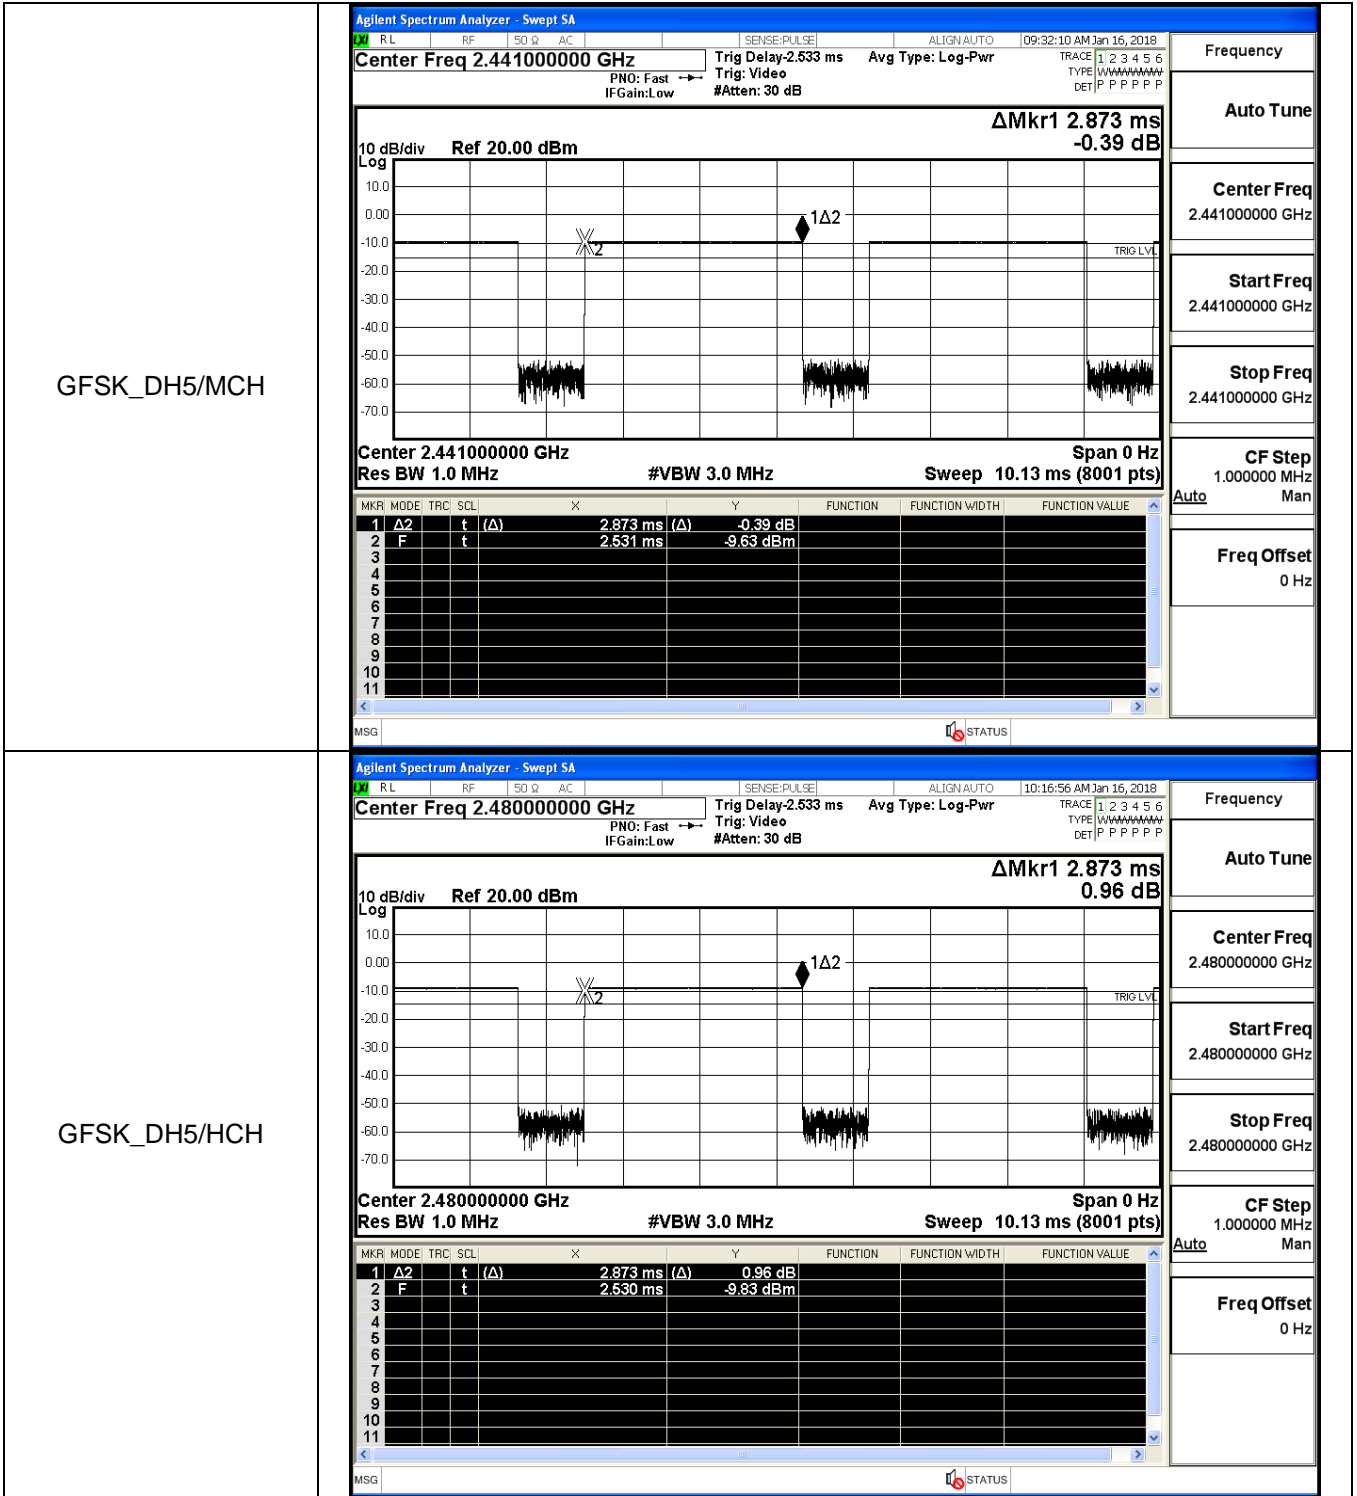 GFSK_DH5/MCH
Agilent Spectrum Analyzer - Swept SA
LXI RL RF 50 Ω AC SENSE:PULSE ALIGN AUTO 09:32:10 AM Jan 16, 2018
Center Freq 2.441000000 GHz Trig Delay-2.533 ms Avg Type: Log-Pwr TRACE 1 2 3 4 5 6
PNO: Fast Trig: Video TYPE WWWWWW
IFGain:Low #Atten: 30 dB DET P P P P P P
ΔMkr1 2.873 ms
-0.39 dB
10 dB/div Ref 20.00 dBm
Log
10.0
0.00
1Δ2
-10.0
2
TRIG LVL
-20.0
-30.0
-40.0
-50.0
-60.0
-70.0
Center 2.441000000 GHz Span 0 Hz
Res BW 1.0 MHz #VBW 3.0 MHz Sweep 10.13 ms (8001 pts)
MKR MODE TRC SCL X Y FUNCTION FUNCTION WIDTH FUNCTION VALUE
1 Δ2 t (Δ) 2.873 ms (Δ) -0.39 dB
2 F t 2.531 ms -9.63 dBm
3
4
5
6
7
8
9
10
11
MSG STATUS
Frequency
Auto Tune
Center Freq
2.441000000 GHz
Start Freq
2.441000000 GHz
Stop Freq
2.441000000 GHz
CF Step
1.000000 MHz
Auto Man
Freq Offset
0 Hz
GFSK_DH5/HCH
Agilent Spectrum Analyzer - Swept SA
LXI RL RF 50 Ω AC SENSE:PULSE ALIGN AUTO 10:16:56 AM Jan 16, 2018
Center Freq 2.480000000 GHz Trig Delay-2.533 ms Avg Type: Log-Pwr TRACE 1 2 3 4 5 6
PNO: Fast Trig: Video TYPE WWWWWW
IFGain:Low #Atten: 30 dB DET P P P P P P
ΔMkr1 2.873 ms
0.96 dB
10 dB/div Ref 20.00 dBm
Log
10.0
0.00
1Δ2
-10.0
2
TRIG LVL
-20.0
-30.0
-40.0
-50.0
-60.0
-70.0
Center 2.480000000 GHz Span 0 Hz
Res BW 1.0 MHz #VBW 3.0 MHz Sweep 10.13 ms (8001 pts)
MKR MODE TRC SCL X Y FUNCTION FUNCTION WIDTH FUNCTION VALUE
1 Δ2 t (Δ) 2.873 ms (Δ) 0.96 dB
2 F t 2.530 ms -9.83 dBm
3
4
5
6
7
8
9
10
11
MSG STATUS
Frequency
Auto Tune
Center Freq
2.480000000 GHz
Start Freq
2.480000000 GHz
Stop Freq
2.480000000 GHz
CF Step
1.000000 MHz
Auto Man
Freq Offset
0 Hz